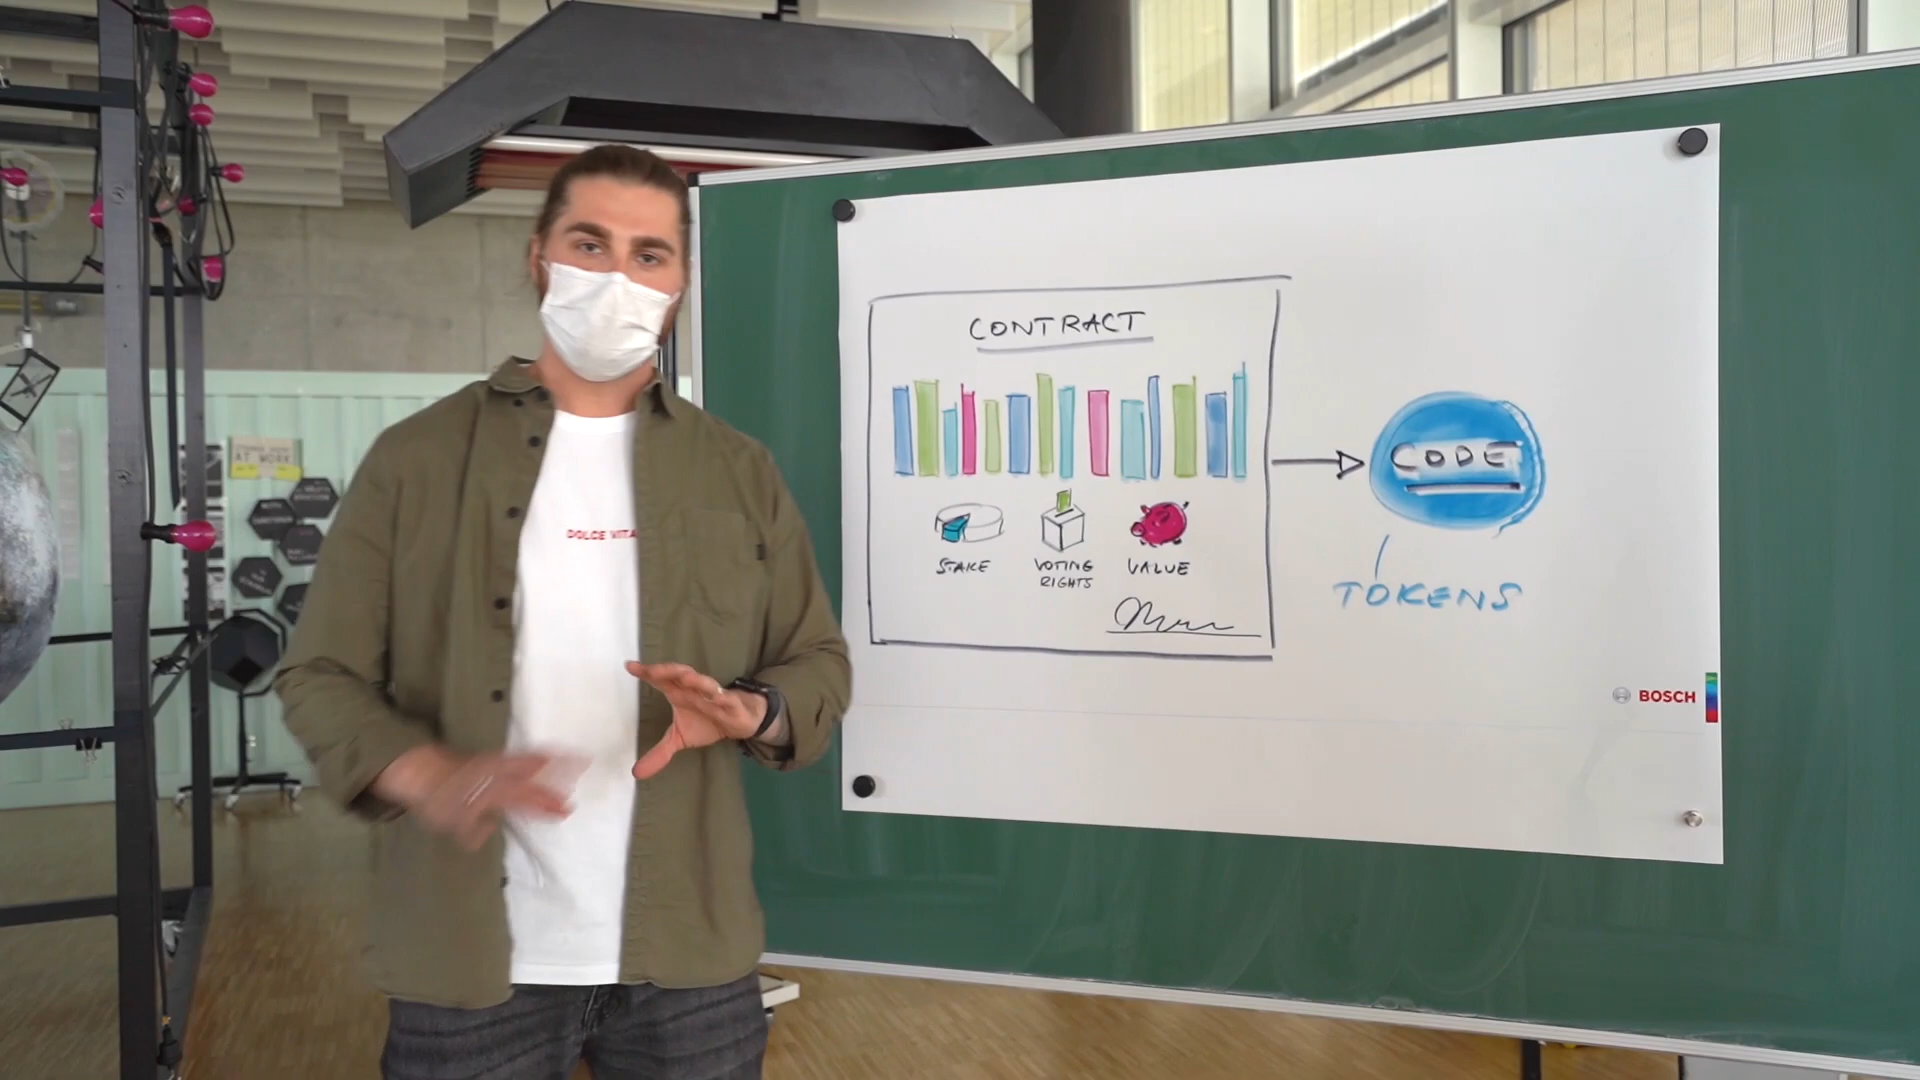 AT WORK
DOLCE VITA
CONTRACT
STAKE
VOTING
RIGHTS
VALUE
CODE
TOKENS
BOSCH